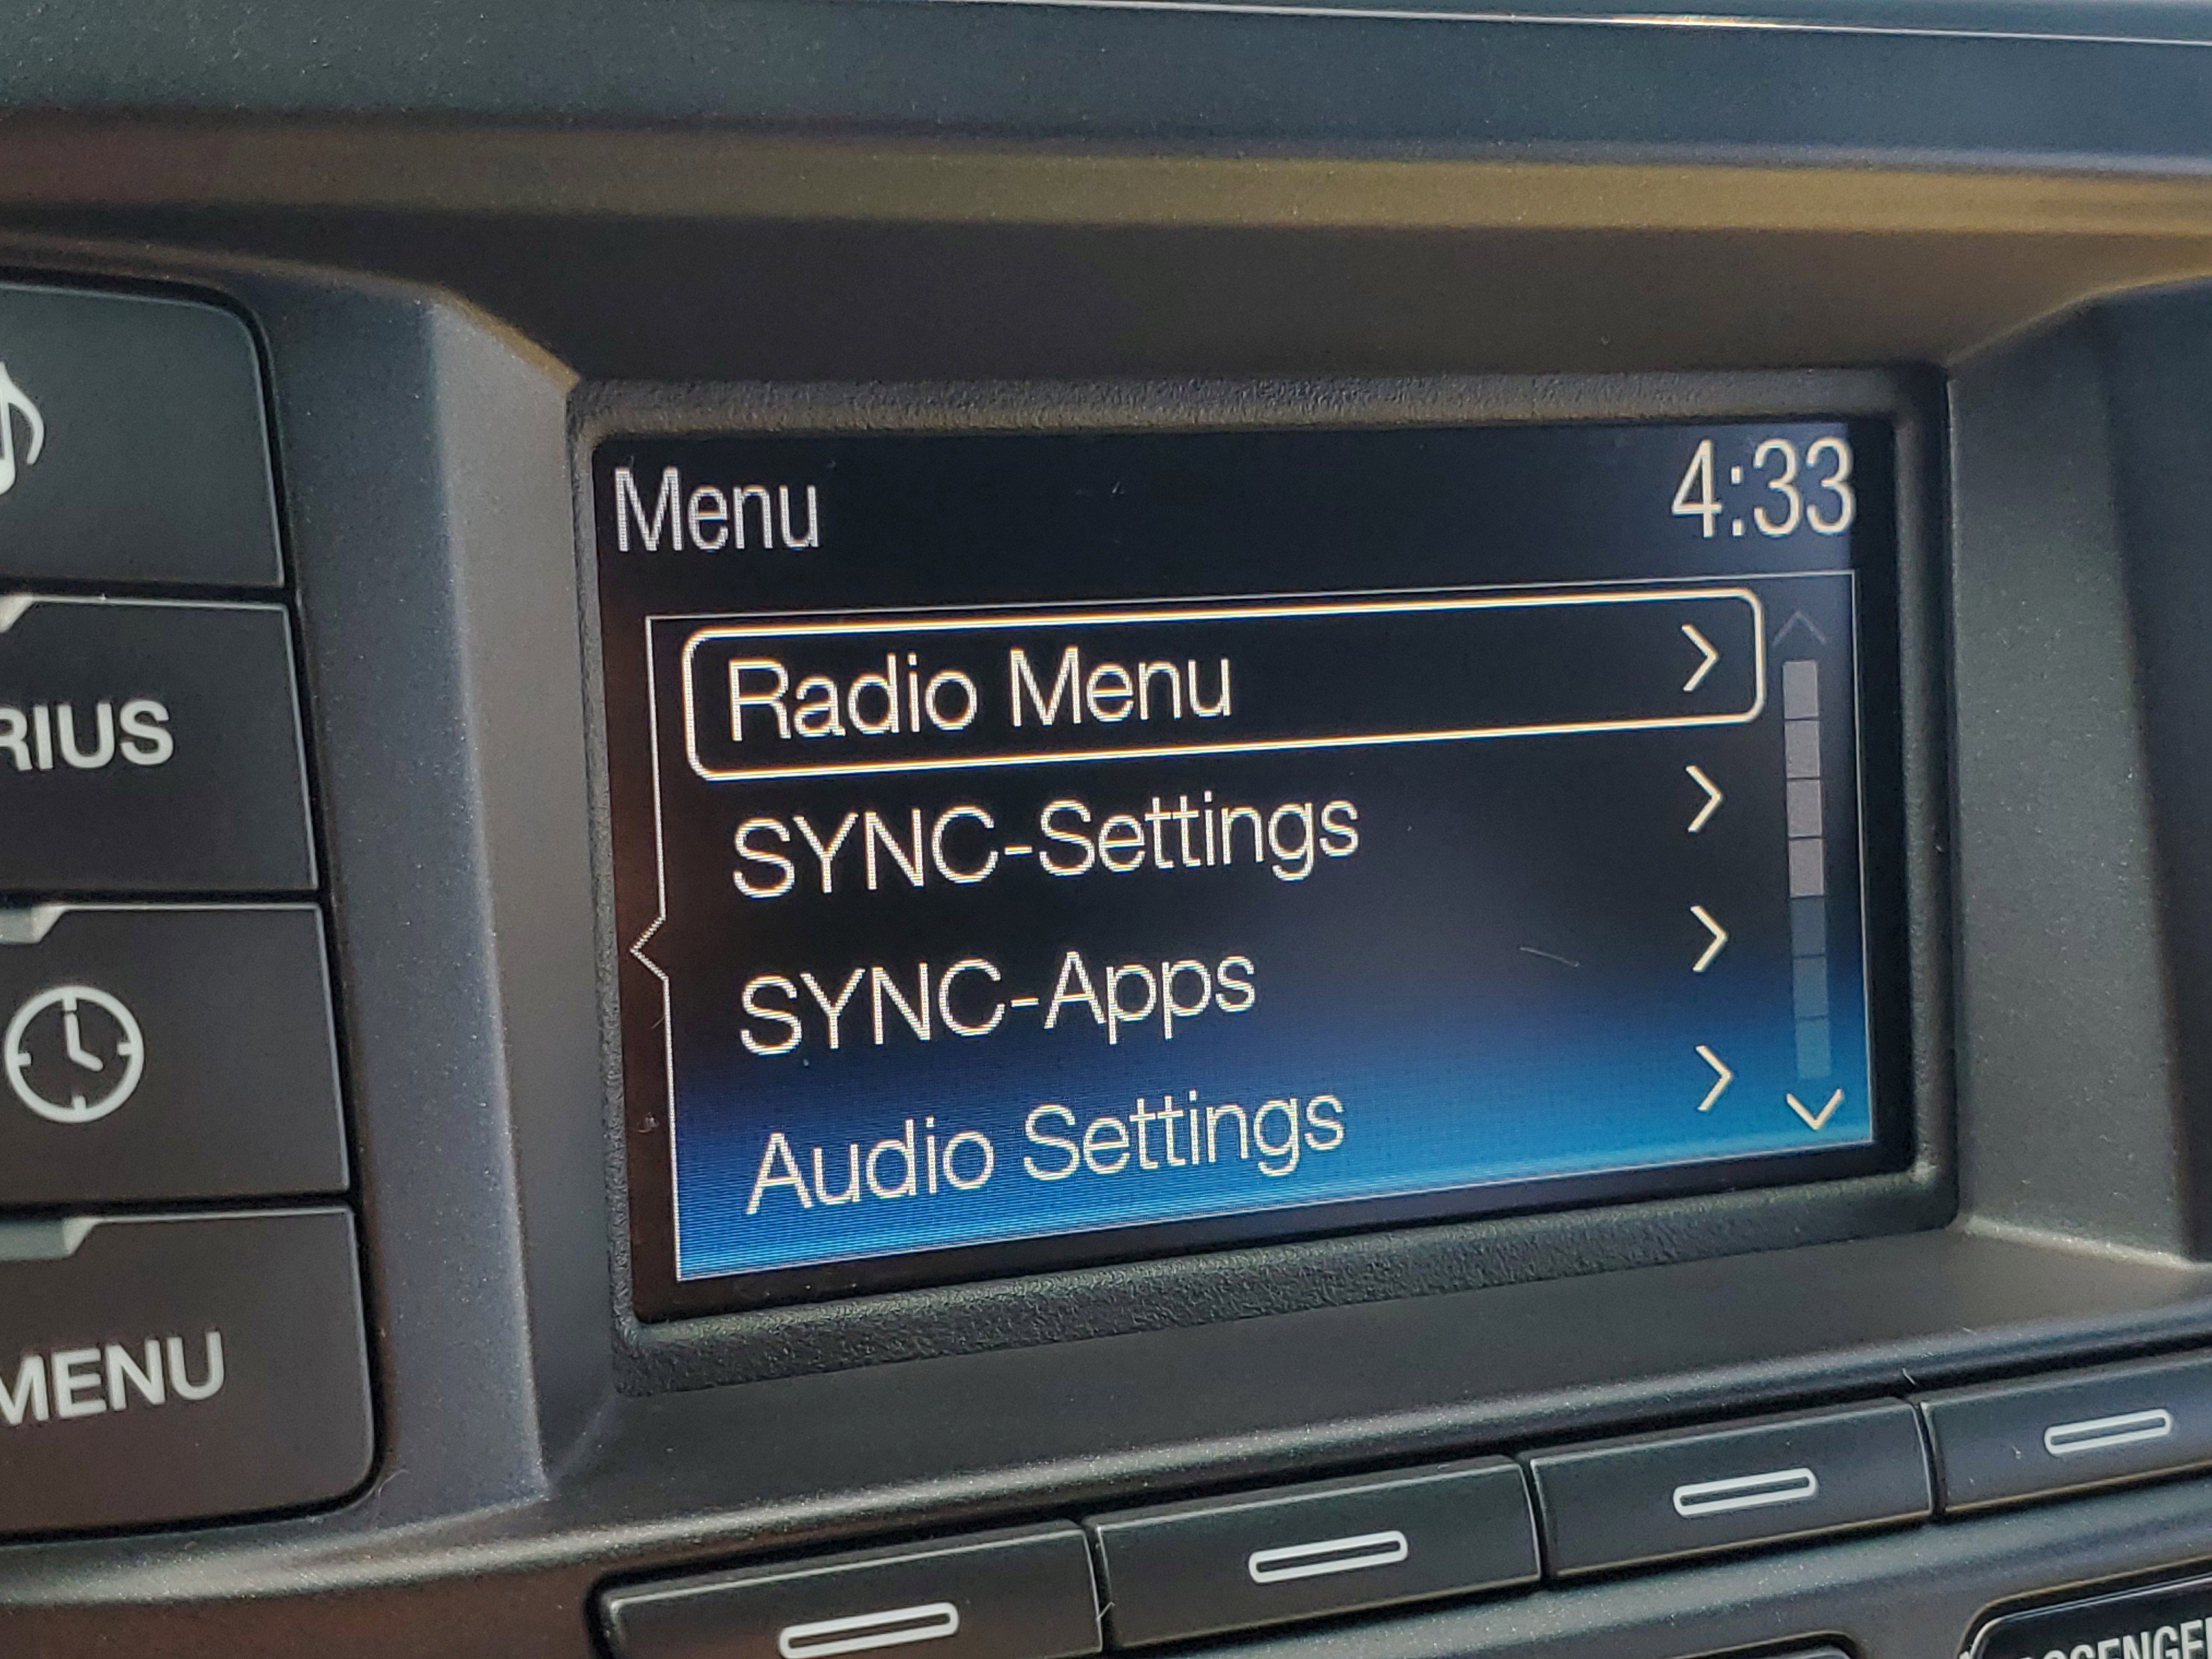 Menu
4:33
Radio Menu
SYNC-Settings
SYNC-Apps
Audio Settings
RIUS
MENU